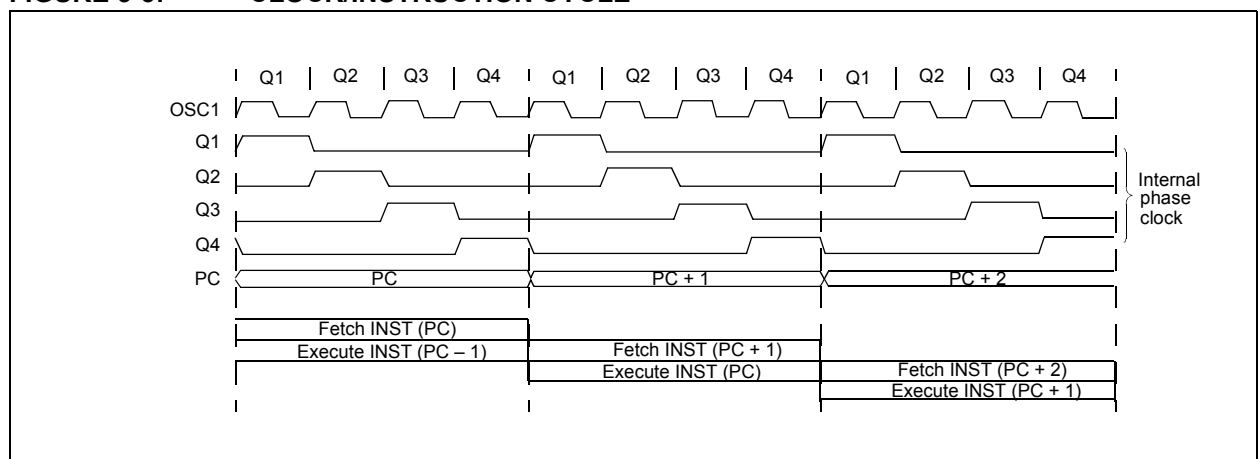 Q1 Q2 Q3 Q4 Q1 Q2 Q3 Q4 Q1 Q2 Q3 Q4
OSC1
Q1
Q2
Q3
Q4
Internal
phase
clock
PC PC PC + 1 PC + 2
Fetch INST (PC)
Execute INST (PC – 1) Fetch INST (PC + 1)
Execute INST (PC) Fetch INST (PC + 2)
Execute INST (PC + 1)